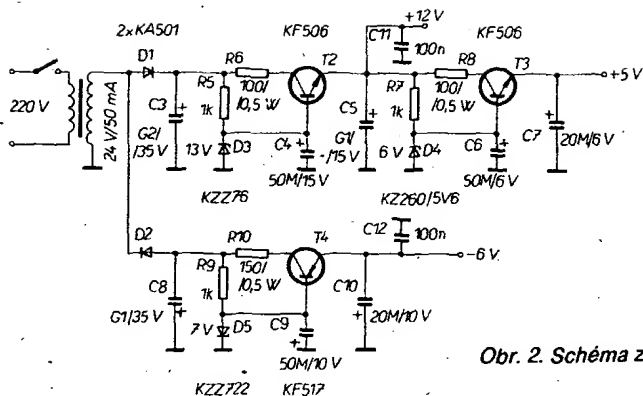 2xKA501
KF506
+12 V
C11
100n
KF506
D1
R6
100/
/0,5 W
T2
R8
100/
/0,5 W
T3
+5 V
220 V
24 V/50 mA
C3
G2/
/35 V
R5
1k
13 V
D3
C4
50M/15 V
C5
G1/
-/15 V
R7
1k
6 V
D4
C6
50M/6 V
C7
20M/6 V
KZZ76
KZ260/5V6
D2
R10
150/
/0,5 W
T4
C12
100n
-6 V
C8
G1/35 V
R9
1k
7 V
D5
C9
50M/10 V
C10
20M/10 V
KZZ722
KF517
Obr. 2. Schéma z